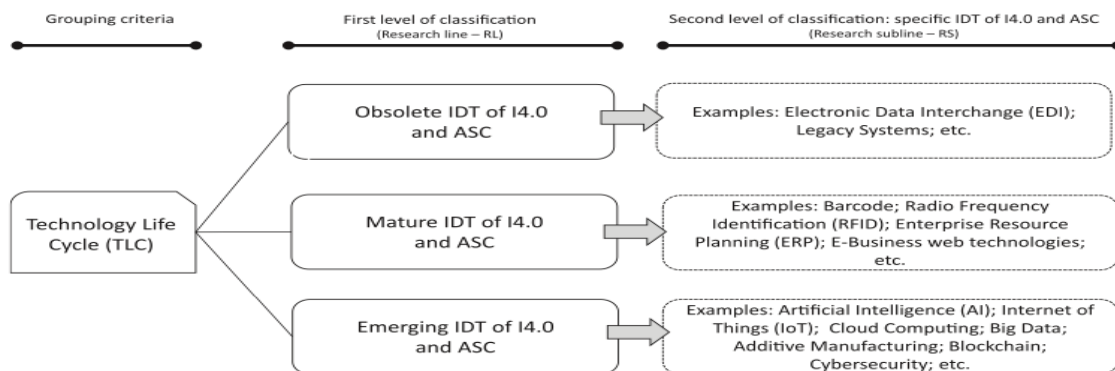 Grouping criteria
First level of classification
(Research line – RL)
Second level of classification: specific IDT of I4.0 and ASC
(Research subline – RS)
Technology Life
Cycle (TLC)
Obsolete IDT of I4.0
and ASC
Examples: Electronic Data Interchange (EDI);
Legacy Systems; etc.
Mature IDT of I4.0
and ASC
Examples: Barcode; Radio Frequency
Identification (RFID); Enterprise Resource
Planning (ERP); E-Business web technologies;
etc.
Emerging IDT of I4.0
and ASC
Examples: Artificial Intelligence (AI); Internet
of Things (IoT); Cloud Computing; Big Data;
Additive Manufacturing; Blockchain;
Cybersecurity; etc.